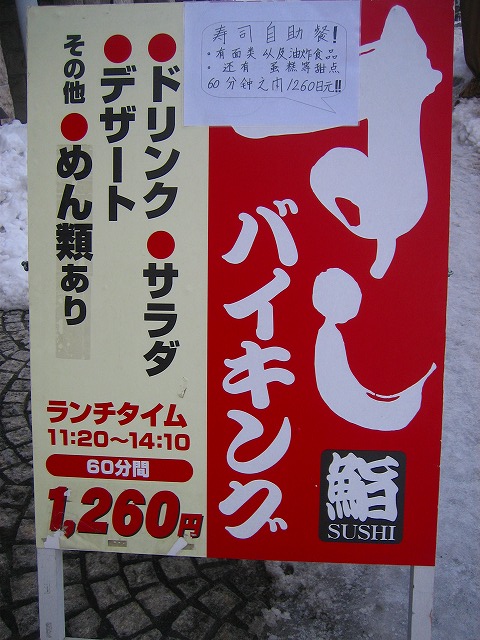 寿司自助餐!
・有面类 以及油炸食品
・还有 蛋糕等甜点
60分钟之内 1260日元!!
すし
バイキング
鮨
SUSHI
●ドリンク ●サラダ
●デザート
その他 ●めん類あり
ランチタイム
11:20〜14:10
60分間
1,260円